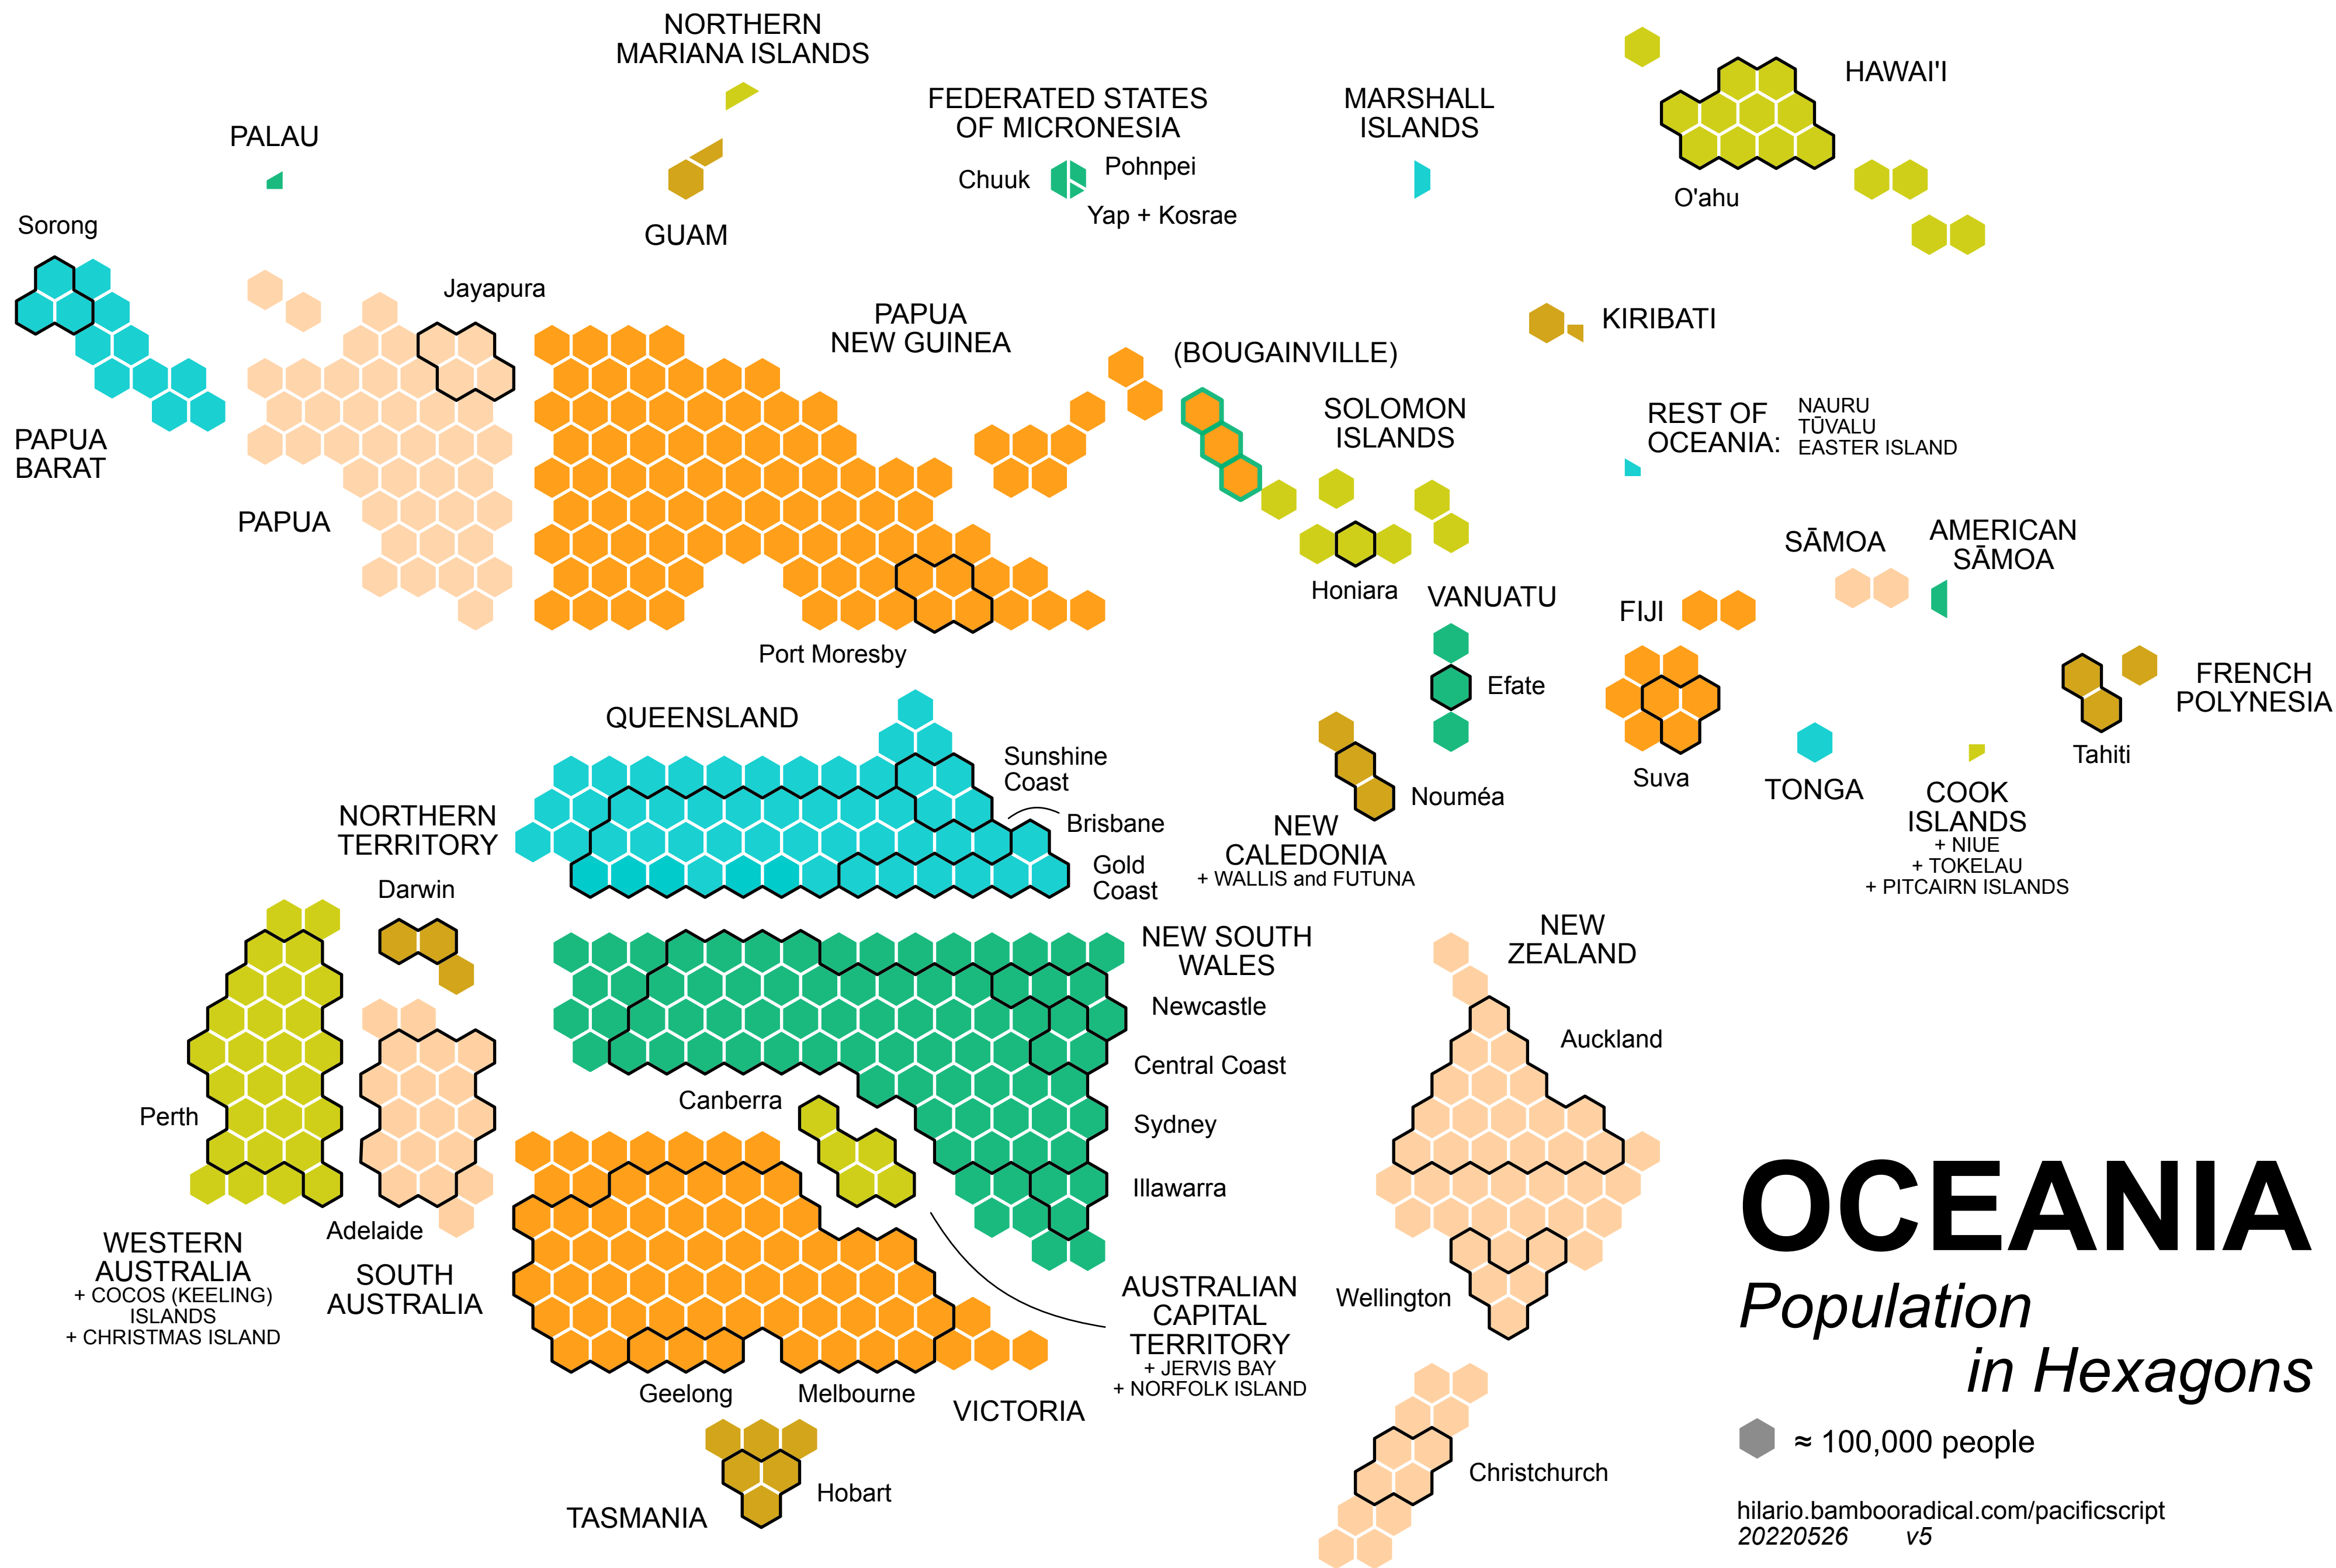 NORTHERN
MARIANA ISLANDS
HAWAI'I
FEDERATED STATES
OF MICRONESIA
MARSHALL
ISLANDS
PALAU
Chuuk
Pohnpei
Yap + Kosrae
O'ahu
Sorong
GUAM
Jayapura
PAPUA
NEW GUINEA
KIRIBATI
(BOUGAINVILLE)
SOLOMON
ISLANDS
REST OF
OCEANIA:
NAURU
TŪVALU
EASTER ISLAND
PAPUA
BARAT
PAPUA
SĀMOA
AMERICAN
SĀMOA
Honiara
VANUATU
FIJI
Port Moresby
Efate
FRENCH
POLYNESIA
QUEENSLAND
Sunshine
Coast
Suva
Tahiti
TONGA
Nouméa
COOK
ISLANDS
+ NIUE
+ TOKELAU
+ PITCAIRN ISLANDS
NORTHERN
TERRITORY
Brisbane
NEW
CALEDONIA
+ WALLIS and FUTUNA
Gold
Coast
Darwin
NEW SOUTH
WALES
NEW
ZEALAND
Newcastle
Auckland
Central Coast
Canberra
Perth
Sydney
Illawarra
Adelaide
WESTERN
AUSTRALIA
+ COCOS (KEELING)
ISLANDS
+ CHRISTMAS ISLAND
SOUTH
AUSTRALIA
AUSTRALIAN
CAPITAL
TERRITORY
+ JERVIS BAY
+ NORFOLK ISLAND
Wellington
Geelong
Melbourne
VICTORIA
Christchurch
Hobart
TASMANIA
OCEANIA
Population
in Hexagons
≈ 100,000 people
hilario.bambooradical.com/pacificscript
20220526 v5